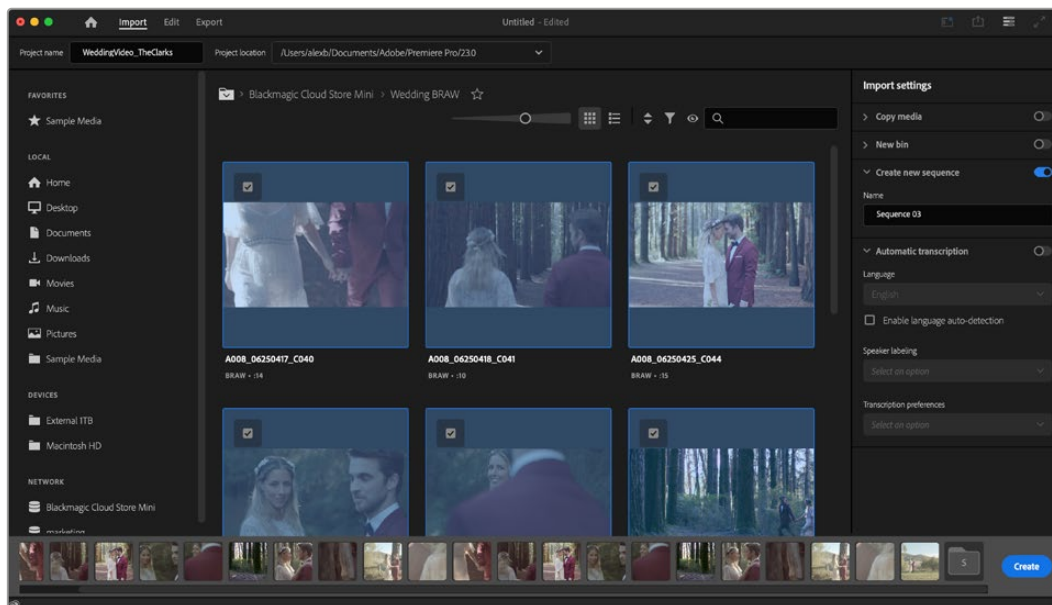 Import Edit Export Untitled - Edited
Project name WeddingVideo_TheClarks Project location /Users/alexb/Documents/Adobe/Premiere Pro/23.0
FAVORITES
Sample Media
LOCAL
Home
Desktop
Documents
Downloads
Movies
Music
Pictures
Sample Media
DEVICES
External 1TB
Macintosh HD
NETWORK
Blackmagic Cloud Store Mini
marketing
> Blackmagic Cloud Store Mini > Wedding BRAW
A008_06250417_C040
BRAW • :14
A008_06250418_C041
BRAW • :10
A008_06250425_C044
BRAW • :15
Import settings
Copy media
New bin
Create new sequence
Name
Sequence 03
Automatic transcription
Language
English
Enable language auto-detection
Speaker labeling
Select an option
Transcription preferences
Select an option
S
Create